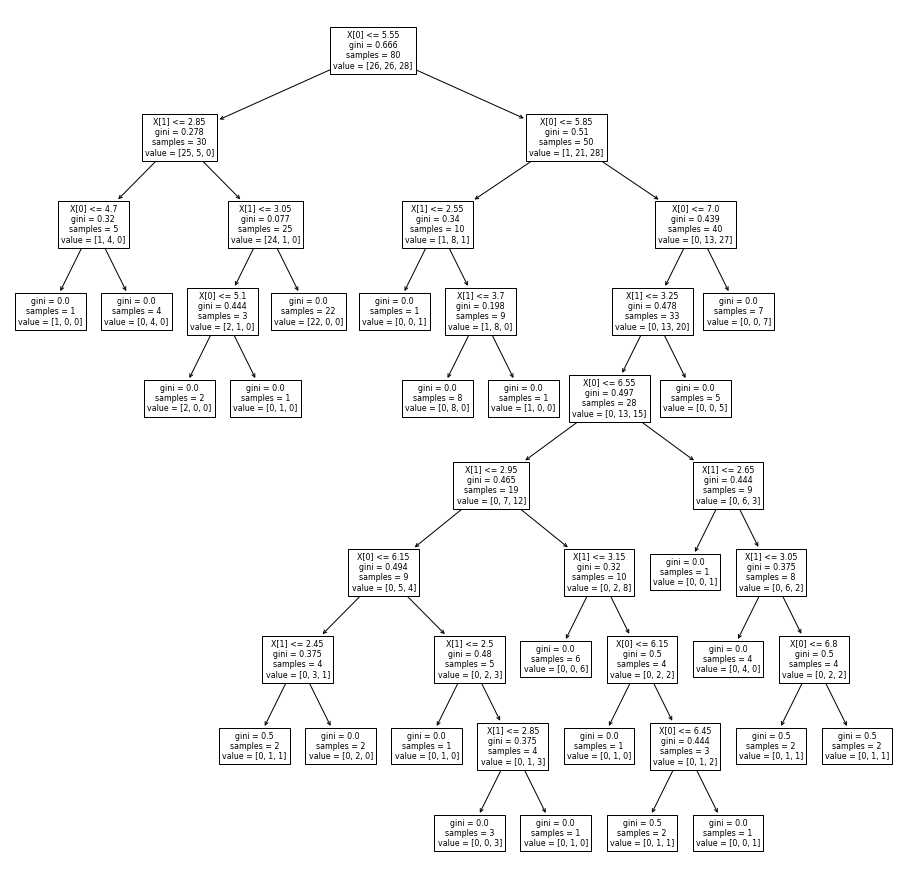 X[0] <= 5.55
gini = 0.666
samples = 80
value = [26, 26, 28]
X[1] <= 2.85
gini = 0.278
samples = 30
value = [25, 5, 0]
X[0] <= 5.85
gini = 0.51
samples = 50
value = [1, 21, 28]
X[0] <= 4.7
gini = 0.32
samples = 5
value = [1, 4, 0]
X[1] <= 3.05
gini = 0.077
samples = 25
value = [24, 1, 0]
X[1] <= 2.55
gini = 0.34
samples = 10
value = [1, 8, 1]
X[0] <= 7.0
gini = 0.439
samples = 40
value = [0, 13, 27]
gini = 0.0
samples = 1
value = [1, 0, 0]
gini = 0.0
samples = 4
value = [0, 4, 0]
X[0] <= 5.1
gini = 0.444
samples = 3
value = [2, 1, 0]
gini = 0.0
samples = 22
value = [22, 0, 0]
gini = 0.0
samples = 1
value = [0, 0, 1]
X[1] <= 3.7
gini = 0.198
samples = 9
value = [1, 8, 0]
X[1] <= 3.25
gini = 0.478
samples = 33
value = [0, 13, 20]
gini = 0.0
samples = 7
value = [0, 0, 7]
gini = 0.0
samples = 2
value = [2, 0, 0]
gini = 0.0
samples = 1
value = [0, 1, 0]
gini = 0.0
samples = 8
value = [0, 8, 0]
gini = 0.0
samples = 1
value = [1, 0, 0]
X[0] <= 6.55
gini = 0.497
samples = 28
value = [0, 13, 15]
gini = 0.0
samples = 5
value = [0, 0, 5]
X[1] <= 2.95
gini = 0.465
samples = 19
value = [0, 7, 12]
X[1] <= 2.65
gini = 0.444
samples = 9
value = [0, 6, 3]
X[0] <= 6.15
gini = 0.494
samples = 9
value = [0, 5, 4]
X[1] <= 3.15
gini = 0.32
samples = 10
value = [0, 2, 8]
gini = 0.0
samples = 1
value = [0, 0, 1]
X[1] <= 3.05
gini = 0.375
samples = 8
value = [0, 6, 2]
X[1] <= 2.45
gini = 0.375
samples = 4
value = [0, 3, 1]
X[1] <= 2.5
gini = 0.48
samples = 5
value = [0, 2, 3]
gini = 0.0
samples = 6
value = [0, 0, 6]
X[0] <= 6.15
gini = 0.5
samples = 4
value = [0, 2, 2]
gini = 0.0
samples = 4
value = [0, 4, 0]
X[0] <= 6.8
gini = 0.5
samples = 4
value = [0, 2, 2]
gini = 0.5
samples = 2
value = [0, 1, 1]
gini = 0.0
samples = 2
value = [0, 2, 0]
gini = 0.0
samples = 1
value = [0, 1, 0]
X[1] <= 2.85
gini = 0.375
samples = 4
value = [0, 1, 3]
gini = 0.0
samples = 1
value = [0, 1, 0]
X[0] <= 6.45
gini = 0.444
samples = 3
value = [0, 1, 2]
gini = 0.5
samples = 2
value = [0, 1, 1]
gini = 0.5
samples = 2
value = [0, 1, 1]
gini = 0.0
samples = 3
value = [0, 0, 3]
gini = 0.0
samples = 1
value = [0, 1, 0]
gini = 0.5
samples = 2
value = [0, 1, 1]
gini = 0.0
samples = 1
value = [0, 0, 1]